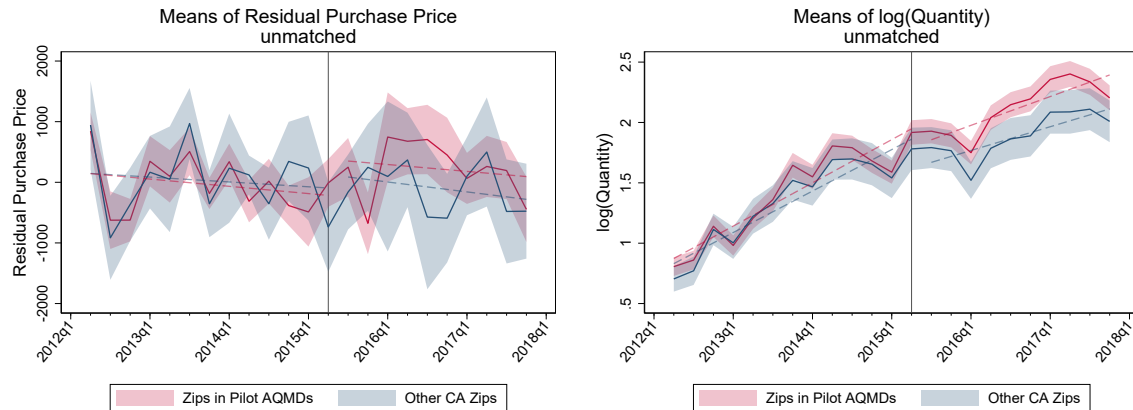 Means of Residual Purchase Price
unmatched
Residual Purchase Price
2000
1000
0
-1000
-2000
2012q1
2013q1
2014q1
2015q1
2016q1
2017q1
2018q1
Zips in Pilot AQMDs
Other CA Zips
Means of log(Quantity)
unmatched
log(Quantity)
2.5
2
1.5
1
.5
2012q1
2013q1
2014q1
2015q1
2016q1
2017q1
2018q1
Zips in Pilot AQMDs
Other CA Zips